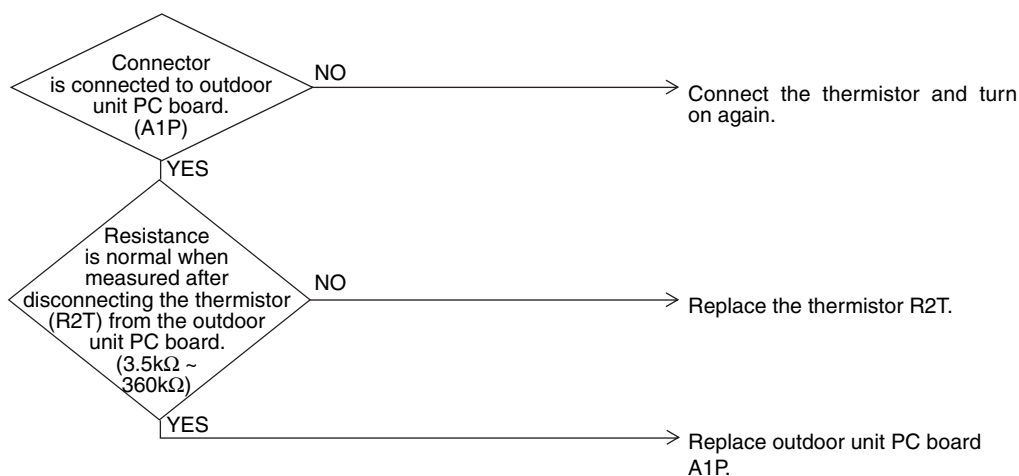 Connector
is connected to outdoor
unit PC board.
(A1P)
NO
Connect the thermistor and turn
on again.
YES
Resistance
is normal when
measured after
disconnecting the thermistor
(R2T) from the outdoor
unit PC board.
(3.5kΩ ~
360kΩ)
NO
Replace the thermistor R2T.
YES
Replace outdoor unit PC board
A1P.